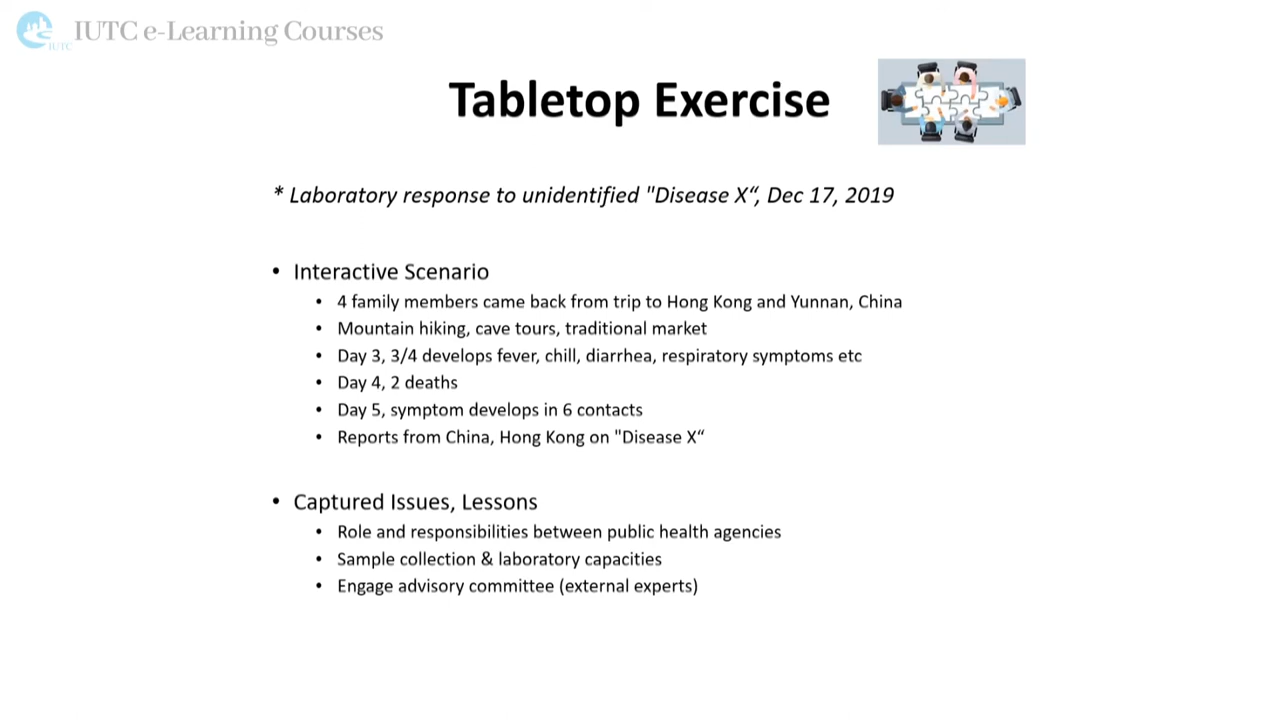 IUTC e-Learning Courses
IUTC
Tabletop Exercise
* Laboratory response to unidentified "Disease X“, Dec 17, 2019
• Interactive Scenario
• 4 family members came back from trip to Hong Kong and Yunnan, China
• Mountain hiking, cave tours, traditional market
• Day 3, 3/4 develops fever, chill, diarrhea, respiratory symptoms etc
• Day 4, 2 deaths
• Day 5, symptom develops in 6 contacts
• Reports from China, Hong Kong on "Disease X“
• Captured Issues, Lessons
• Role and responsibilities between public health agencies
• Sample collection & laboratory capacities
• Engage advisory committee (external experts)